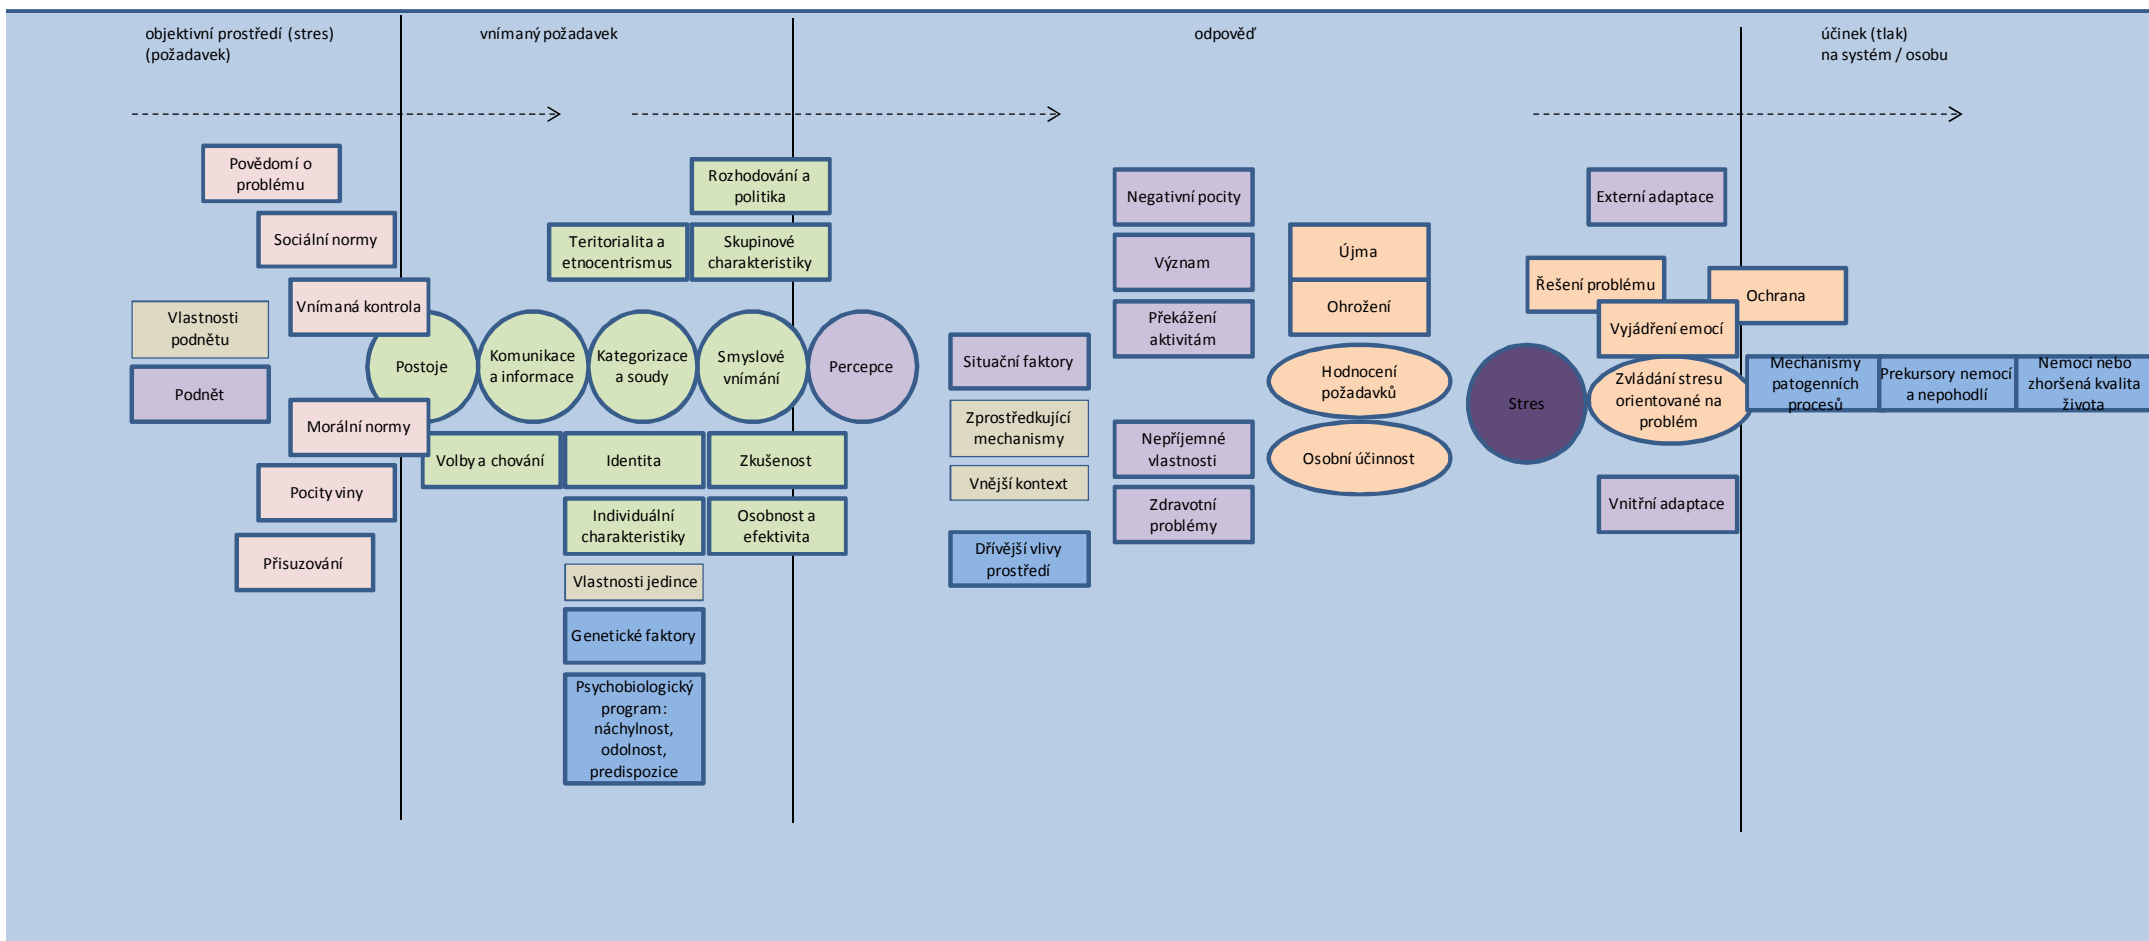 objektivní prostředí (stres)
(požadavek)
vnímaný požadavek
odpověď
účinek (tlak)
na systém / osobu
Povědomí o
problému
Sociální normy
Vnímaná kontrola
Vlastnosti
podnětu
Podnět
Morální normy
Pocity viny
Přisuzování
Postoje
Komunikace
a informace
Kategorizace
a soudy
Smyslové
vnímání
Percepce
Rozhodování a
politika
Teritorialita a
etnocentrismus
Skupinové
charakteristiky
Volby a chování
Identita
Zkušenost
Individuální
charakteristiky
Osobnost a
efektivita
Vlastnosti jedince
Genetické faktory
Psychobiologický
program:
náchylnost,
odolnost,
predispozice
Situační faktory
Zprostředkující
mechanismy
Vnější kontext
Dřívější vlivy
prostředí
Negativní pocity
Význam
Překážení
aktivitám
Nepříjemné
vlastnosti
Zdravotní
problémy
Újma
Ohrožení
Hodnocení
požadavků
Osobní účinnost
Stres
Externí adaptace
Řešení problému
Ochrana
Vyjádření emocí
Zvládání stresu
orientované na
problém
Vnitřní adaptace
Mechanismy
patogenních
procesů
Prekursory nemocí
a nepohodlí
Nemoci nebo
zhoršená kvalita
života